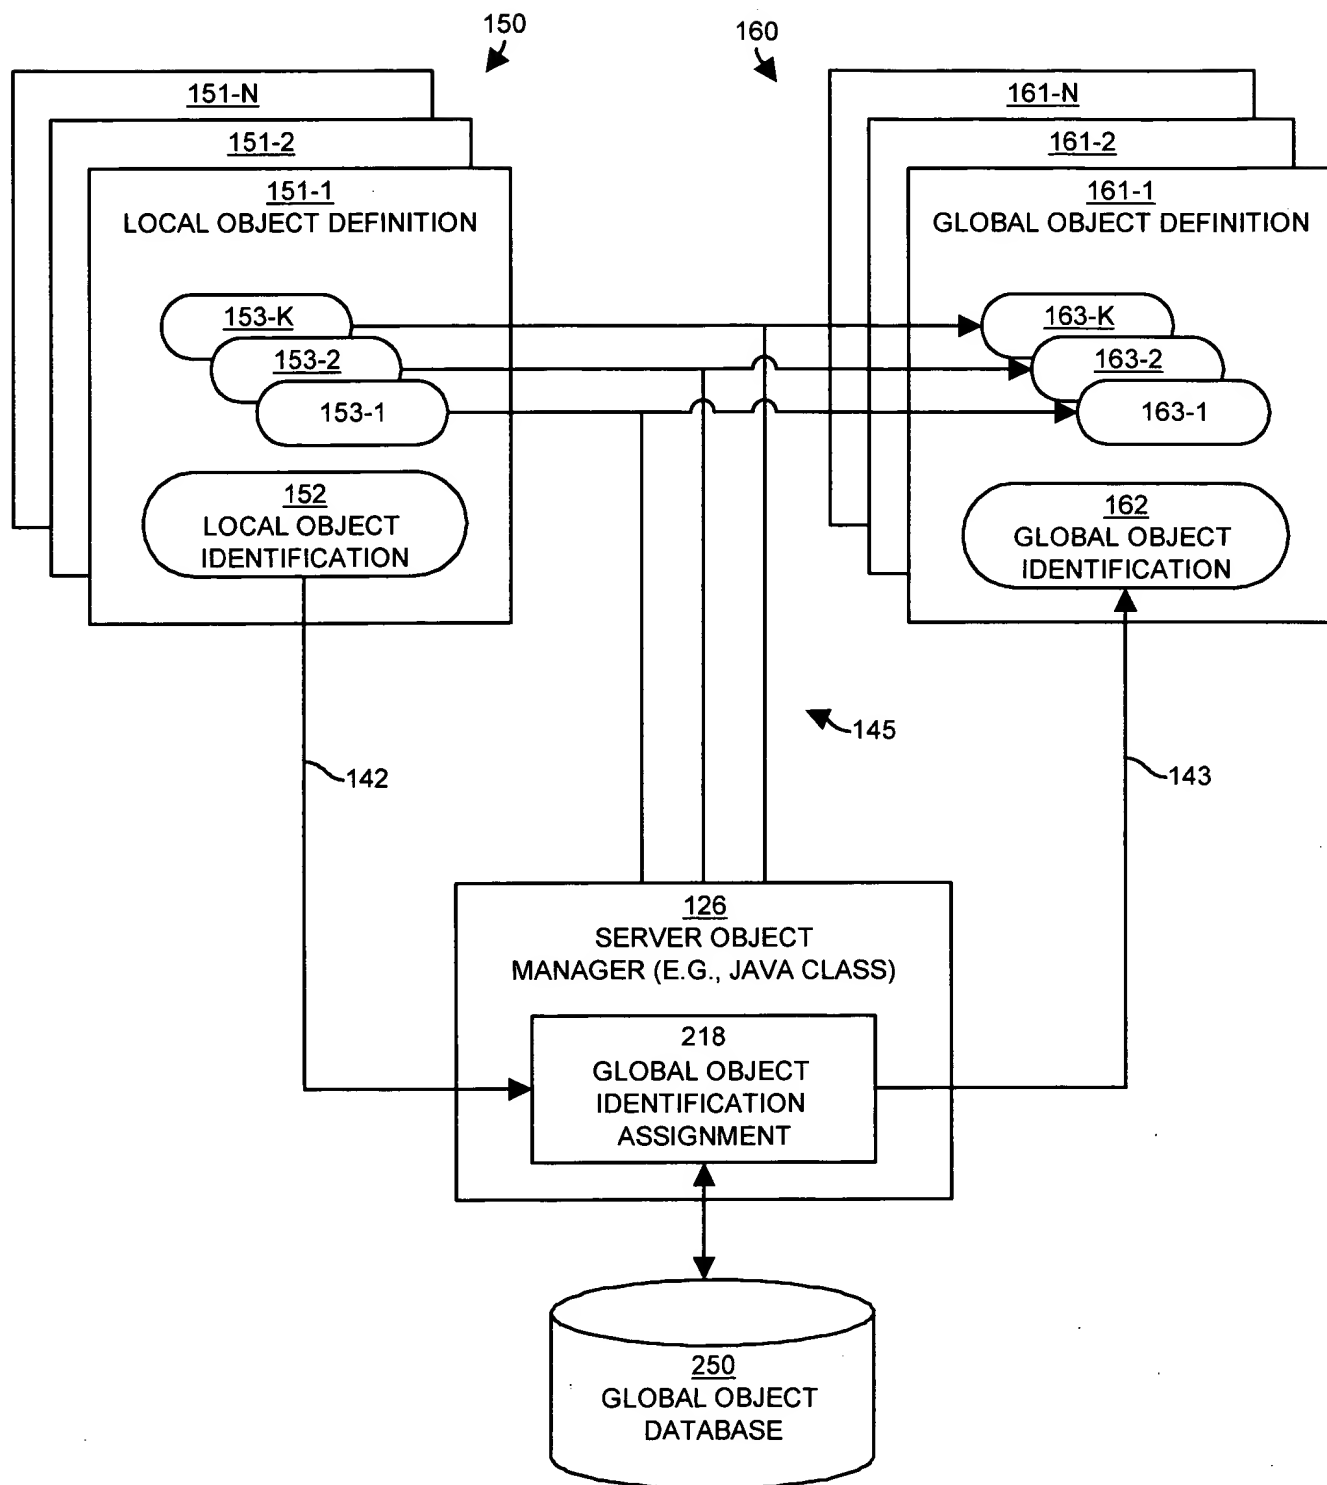 150
160
151-N
151-2
151-1
LOCAL OBJECT DEFINITION
153-K
153-2
153-1
152
LOCAL OBJECT
IDENTIFICATION
161-N
161-2
161-1
GLOBAL OBJECT DEFINITION
163-K
163-2
163-1
162
GLOBAL OBJECT
IDENTIFICATION
142
145
143
126
SERVER OBJECT
MANAGER (E.G., JAVA CLASS)
218
GLOBAL OBJECT
IDENTIFICATION
ASSIGNMENT
250
GLOBAL OBJECT
DATABASE